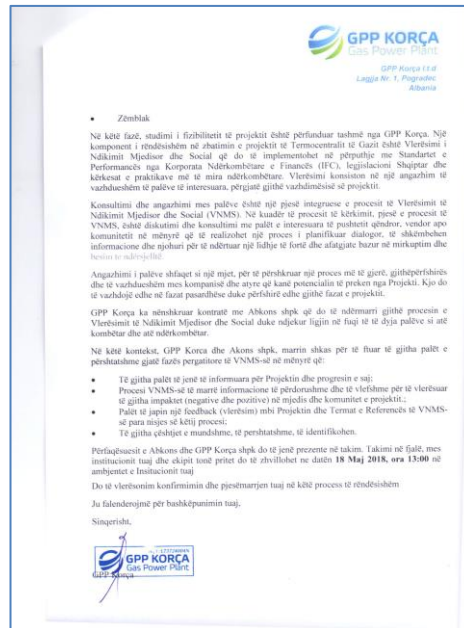 GPP KORÇA
Gas Power Plant
GPP Korça l.t.d
Lagjja Nr. 1, Pogradec
Albania
• Zëmblak
Në këtë fazë, studimi i fizibilitetit të projektit është përfunduar tashmë nga GPP Korça. Një
komponent i rëndësishëm në zbatimin e projektit të Termocentralit të Gazit është Vlerësimi i
Ndikimit Mjedisor dhe Social që do të implementohet në përputhje me Standartet e
Performancës nga Korporata Ndërkombëtare e Financës (IFC), legjislacioni Shqiptar dhe
kërkesat e praktikave më të mira ndërkombëtare. Vlerësimi konsiston në një angazhim të
vazhdueshëm të palëve të interesuara, përgjatë gjithë vazhdimësisë së projektit.
Konsultimi dhe angazhimi mes palëve është një pjesë integruese e procesit të Vlerësimit të
Ndikimit Mjedisor dhe Social (VNMS). Në kuadër të procesit të kërkimit, pjesë e procesit të
VNMS, është diskutimi dhe konsultimi me palët e interesuara të pushtetit qëndror, vendor apo
komunitetit në mënyrë që të realizohet një proces i planifikuar dialogor, të shkëmbehen
informacione dhe njohuri për të ndërtuar një lidhje të fortë dhe afatgjate bazur në mirkuptim dhe
besim te ndërsjelltë.
Angazhimi i palëve shfaqet si një mjet, për të përshkruar një proces më të gjerë, gjithëpërfshirës
dhe të vazhdueshëm mes kompanisë dhe atyre që kanë potencialin të preken nga Projekti. Kjo do
të vazhdojë edhe në fazat pasardhëse duke përfshirë edhe gjithë fazat e projektit.
GPP Korça ka nënshkruar kontratë me Abkons shpk që do të ndërmarri gjithë procesin e
Vlerësimit të Ndikimit Mjedisor dhe Social duke ndjekur ligjin në fuqi të të dyja palëve si atë
kombëtar dhe atë ndërkombëtar.
Në këtë kontekst, GPP Korca dhe Akons shpk, marrin shkas për të ftuar të gjitha palët e
përshtatshme gjatë fazës pergatitore të VNMS-së në mënyrë që:
• Të gjitha palët të jenë të informuara për Projektin dhe progresin e saj;
• Procesi VNMS-së të marrë informacione të përdorushme dhe të vlefshme për të vlerësuar
të gjitha impaktet (negative dhe pozitive) në mjedis dhe komunitet e projektit.;
• Palët të japin një feedback (vlerësim) mbi Projektin dhe Termat e Referencës të VNMS-
së para nisjes së këtij procesi;
• Të gjitha çështjet e mundshme, të pershtatshme, të identifikohen.
Përfaqësuesit e Abkons dhe GPP Korça shpk do të jenë prezente në takim. Takimi në fjalë, mes
institucionit tuaj dhe ekipit tonë pritet do të zhvillohet ne datën 18 Maj 2018, ora 13:00 në
ambjentet e Insitucionit tuaj
Do të vlerësonim konfirmimin dhe pjesëmarrjen tuaj në këtë process të rëndësishëm
Ju falenderojmë për bashkëpunimin tuaj,
Sinqerisht,
GPP KORÇA
Gas Power Plant
GPP Korça